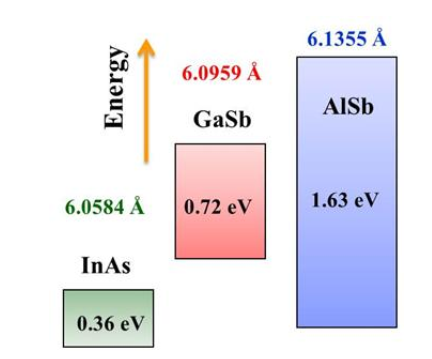 Energy
6.0584 Å
InAs
0.36 eV
6.0959 Å
GaSb
0.72 eV
6.1355 Å
AlSb
1.63 eV